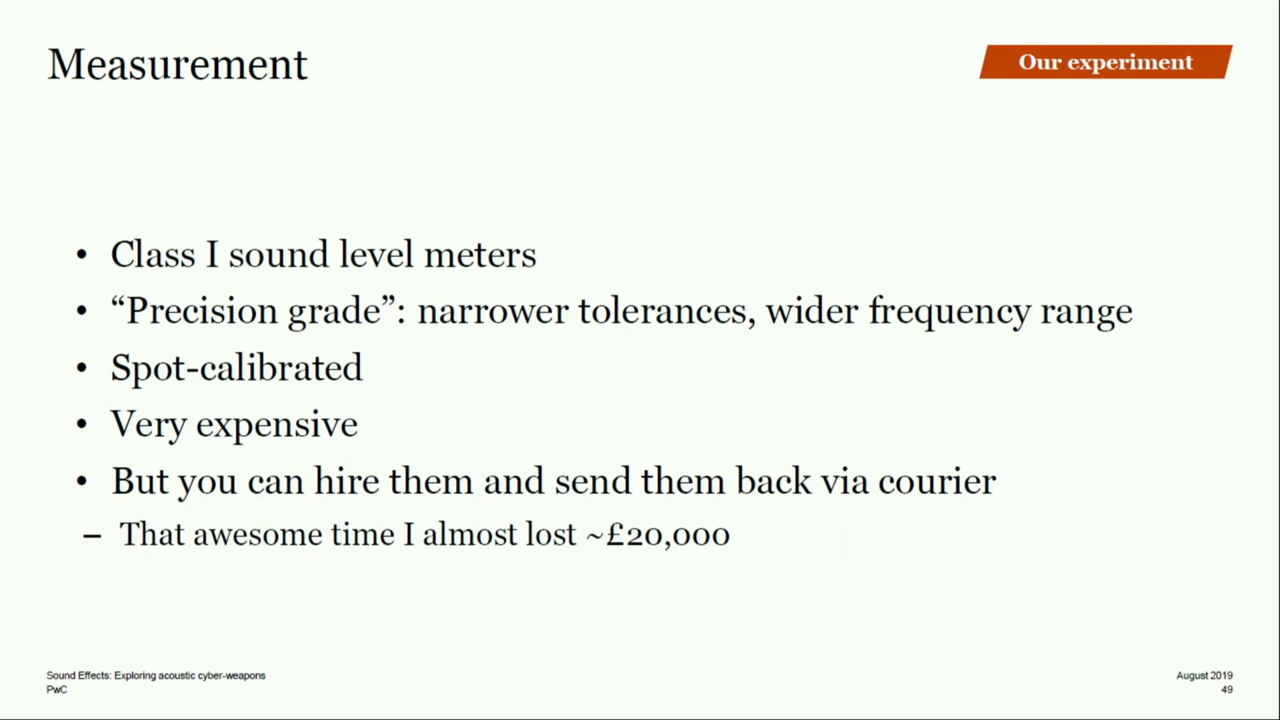 Measurement
Our experiment
• Class I sound level meters
• “Precision grade”: narrower tolerances, wider frequency range
• Spot-calibrated
• Very expensive
• But you can hire them and send them back via courier
– That awesome time I almost lost ~£20,000
Sound Effects: Exploring acoustic cyber-weapons
PwC
August 2019
49